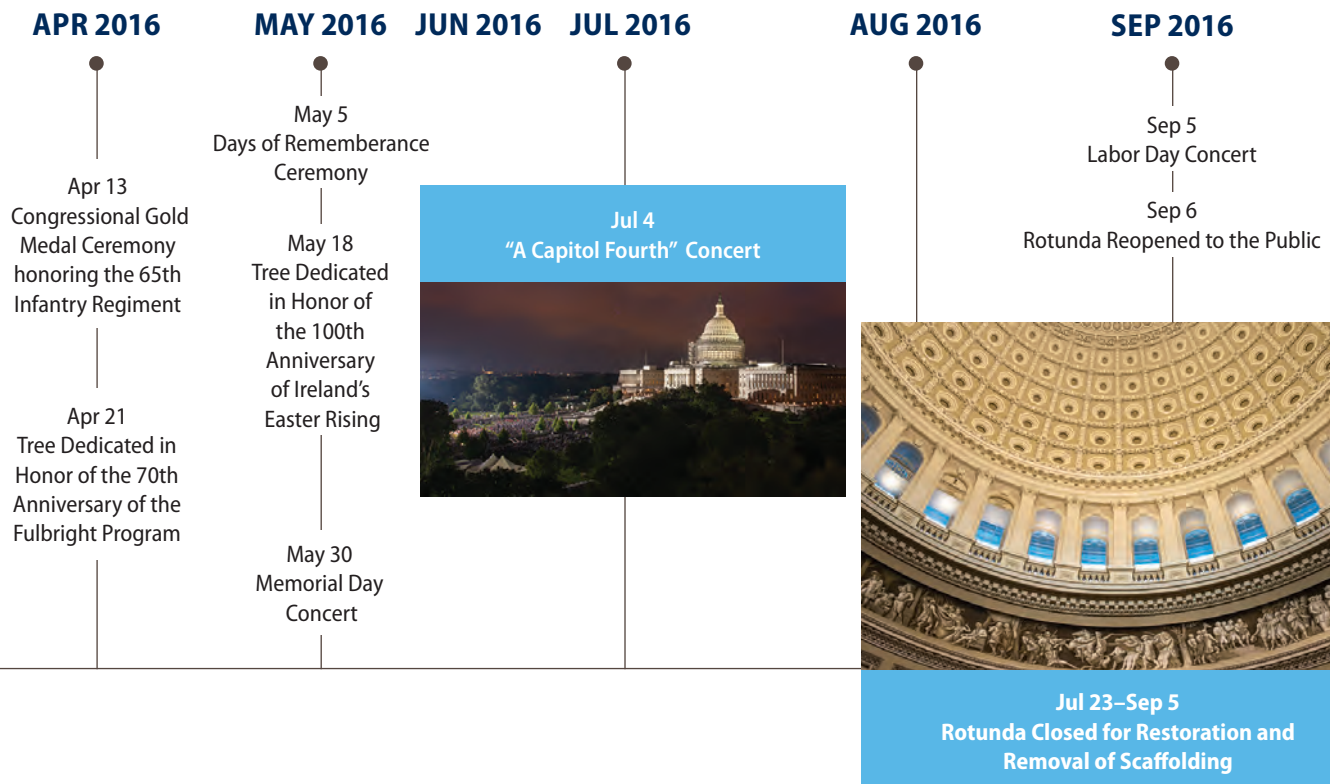 APR 2016
MAY 2016
JUN 2016
JUL 2016
AUG 2016
SEP 2016
Apr 13
Congressional Gold
Medal Ceremony
honoring the 65th
Infantry Regiment
Apr 21
Tree Dedicated in
Honor of the 70th
Anniversary of the
Fulbright Program
May 5
Days of Rememberance
Ceremony
May 18
Tree Dedicated
in Honor of
the 100th
Anniversary
of Ireland's
Easter Rising
May 30
Memorial Day
Concert
Jul 4
“A Capitol Fourth” Concert
Sep 5
Labor Day Concert
Sep 6
Rotunda Reopened to the Public
Jul 23–Sep 5
Rotunda Closed for Restoration and
Removal of Scaffolding